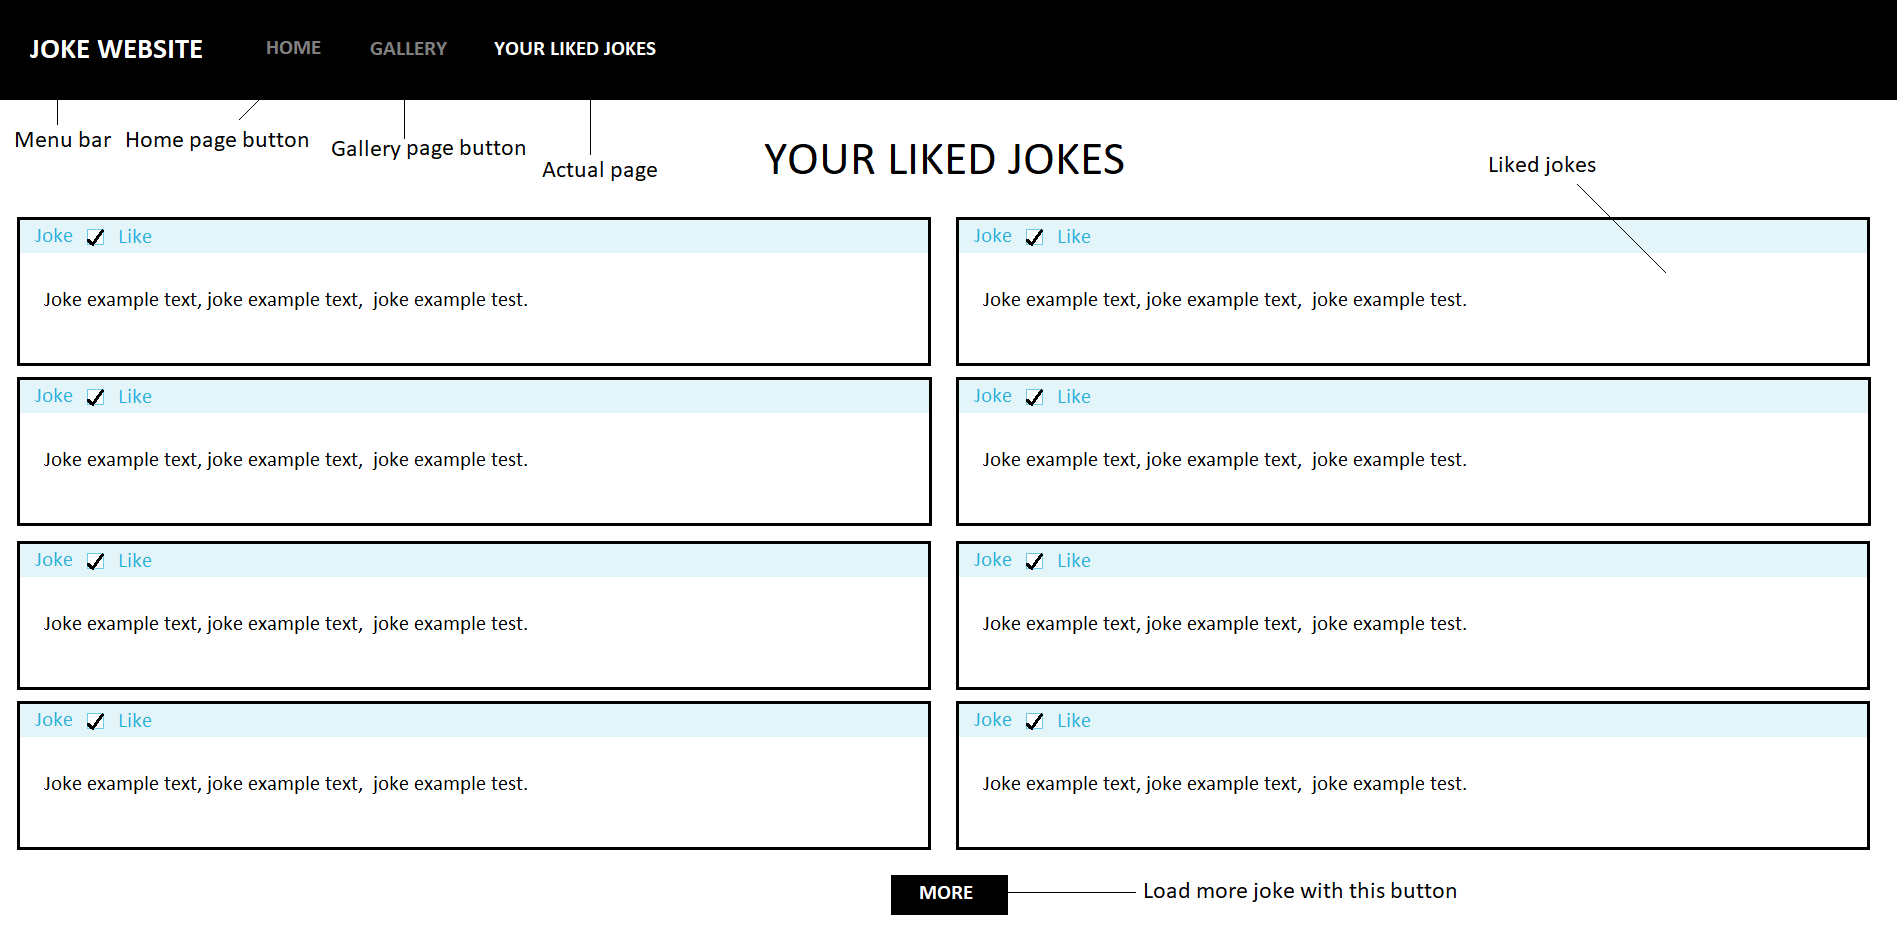 JOKE WEBSITE HOME GALLERY YOUR LIKED JOKES
Menu bar Home page button Gallery page button Actual page
YOUR LIKED JOKES
Liked jokes
Joke Like
Joke example text, joke example text, joke example test.
Joke Like
Joke example text, joke example text, joke example test.
Joke Like
Joke example text, joke example text, joke example test.
Joke Like
Joke example text, joke example text, joke example test.
Joke Like
Joke example text, joke example text, joke example test.
Joke Like
Joke example text, joke example text, joke example test.
Joke Like
Joke example text, joke example text, joke example test.
Joke Like
Joke example text, joke example text, joke example test.
MORE Load more joke with this button